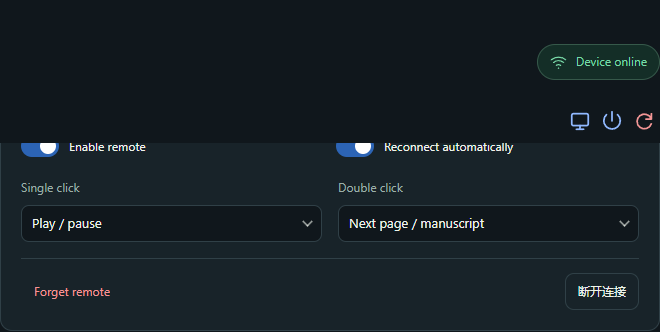 Device online
Enable remote
Reconnect automatically
Single click
Double click
Play / pause
Next page / manuscript
Forget remote
断开连接